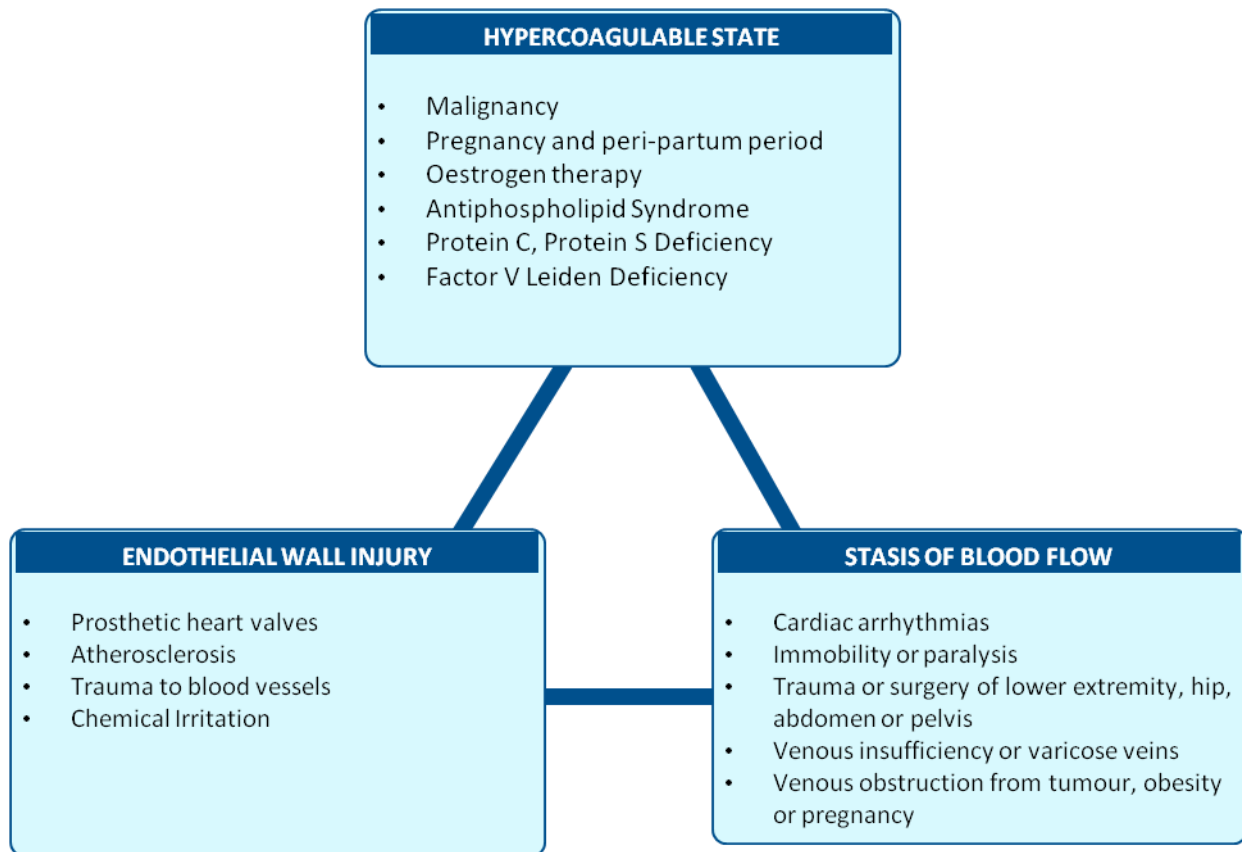 HYPERCOAGULABLE STATE
• Malignancy
• Pregnancy and peri-partum period
• Oestrogen therapy
• Antiphospholipid Syndrome
• Protein C, Protein S Deficiency
• Factor V Leiden Deficiency
ENDOTHELIAL WALL INJURY
• Prosthetic heart valves
• Atherosclerosis
• Trauma to blood vessels
• Chemical Irritation
STASIS OF BLOOD FLOW
• Cardiac arrhythmias
• Immobility or paralysis
• Trauma or surgery of lower extremity, hip,
abdomen or pelvis
• Venous insufficiency or varicose veins
• Venous obstruction from tumour, obesity
or pregnancy